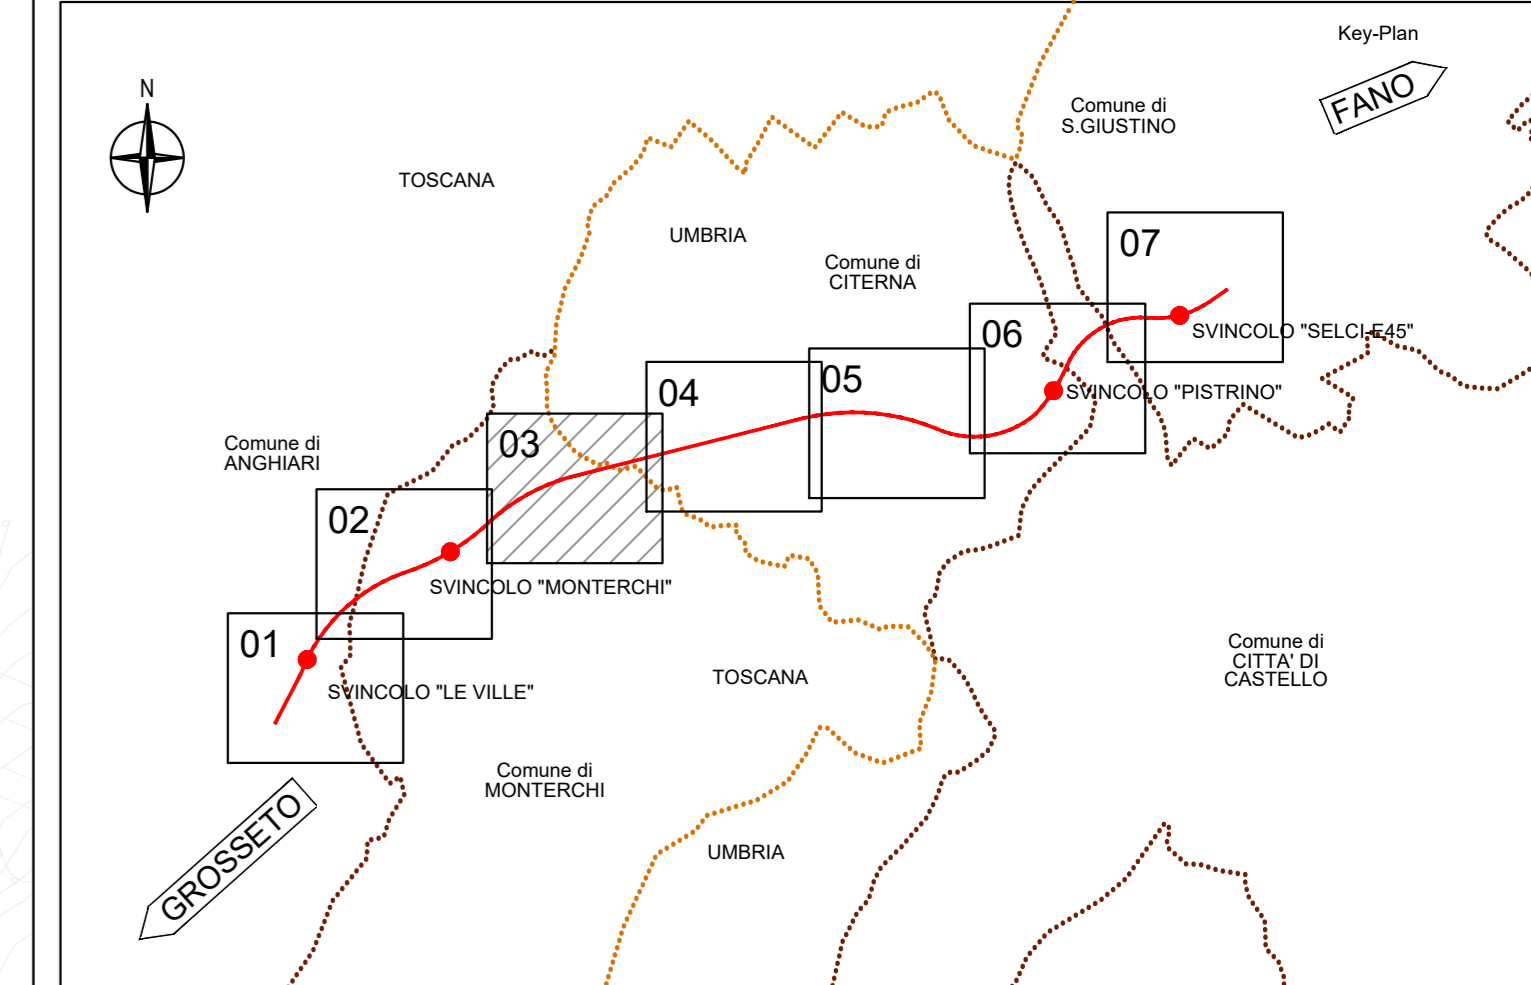 Key-Plan
N
FANO
Comune di
S.GIUSTINO
TOSCANA
UMBRIA
Comune di
CITERNA
07
06
SVINCOLO "SELCI-E45"
05
04
SVINCOLO "PISTRINO"
03
Comune di
ANGHIARI
02
SVINCOLO "MONTERCHI"
01
SVINCOLO "LE VILLE"
TOSCANA
Comune di
CITTA' DI
CASTELLO
Comune di
MONTERCHI
GROSSETO
UMBRIA